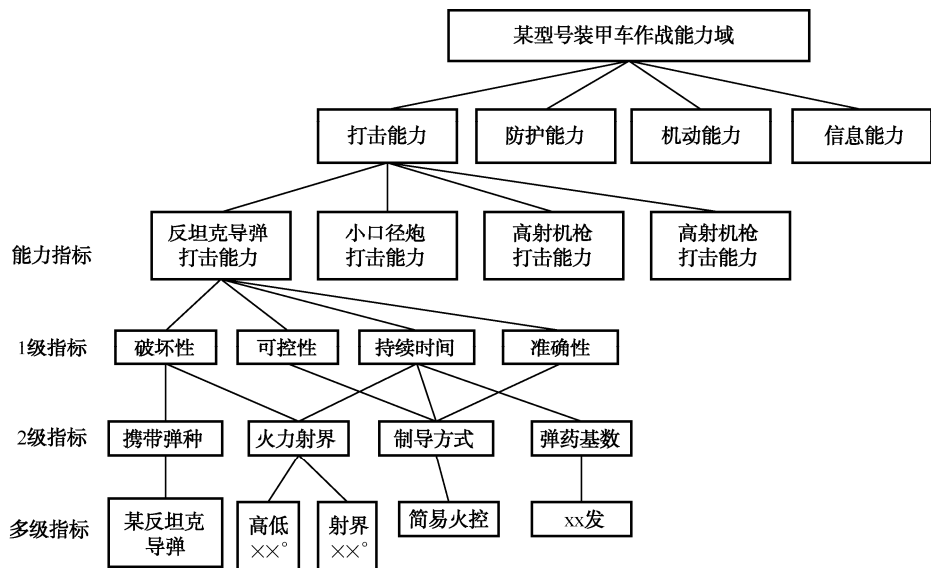 某型号装甲车作战能力域
打击能力
防护能力
机动能力
信息能力
能力指标
反坦克导弹
打击能力
小口径炮
打击能力
高射机枪
打击能力
高射机枪
打击能力
1级指标
破坏性
可控性
持续时间
准确性
2级指标
携带弹种
火力射界
制导方式
弹药基数
多级指标
某反坦克
导弹
高低
××°
射界
××°
简易火控
xx发